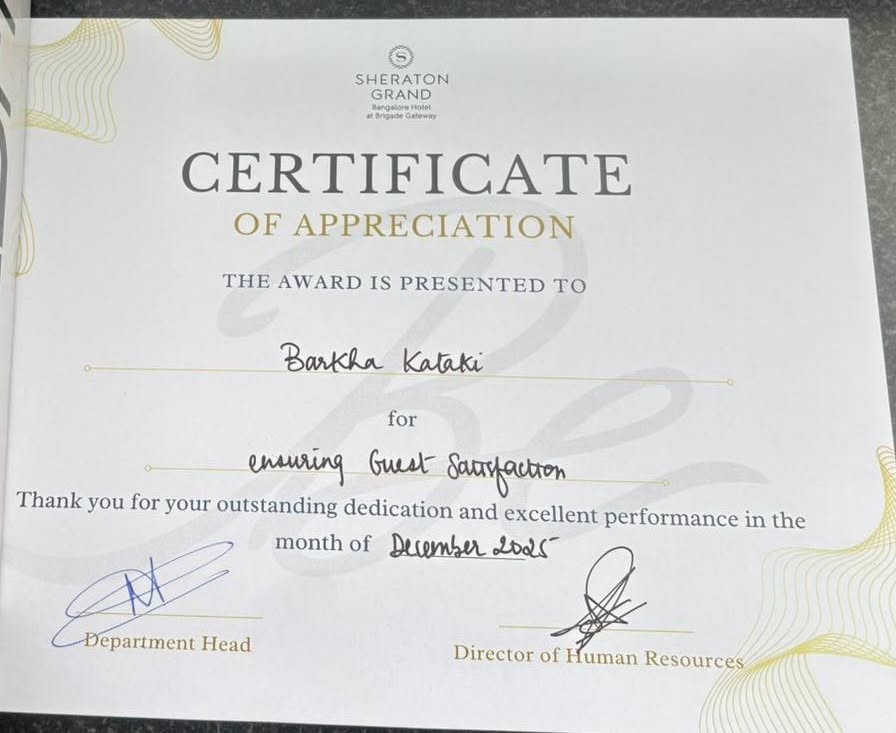 S
SHERATON
GRAND
Bangalore Hotel
at Brigade Gateway
CERTIFICATE
OF APPRECIATION
THE AWARD IS PRESENTED TO
Barkha Kataki
for
ensuring Guest Satisfaction
Thank you for your outstanding dedication and excellent performance in the
month of December 2025
Department Head
Director of Human Resources